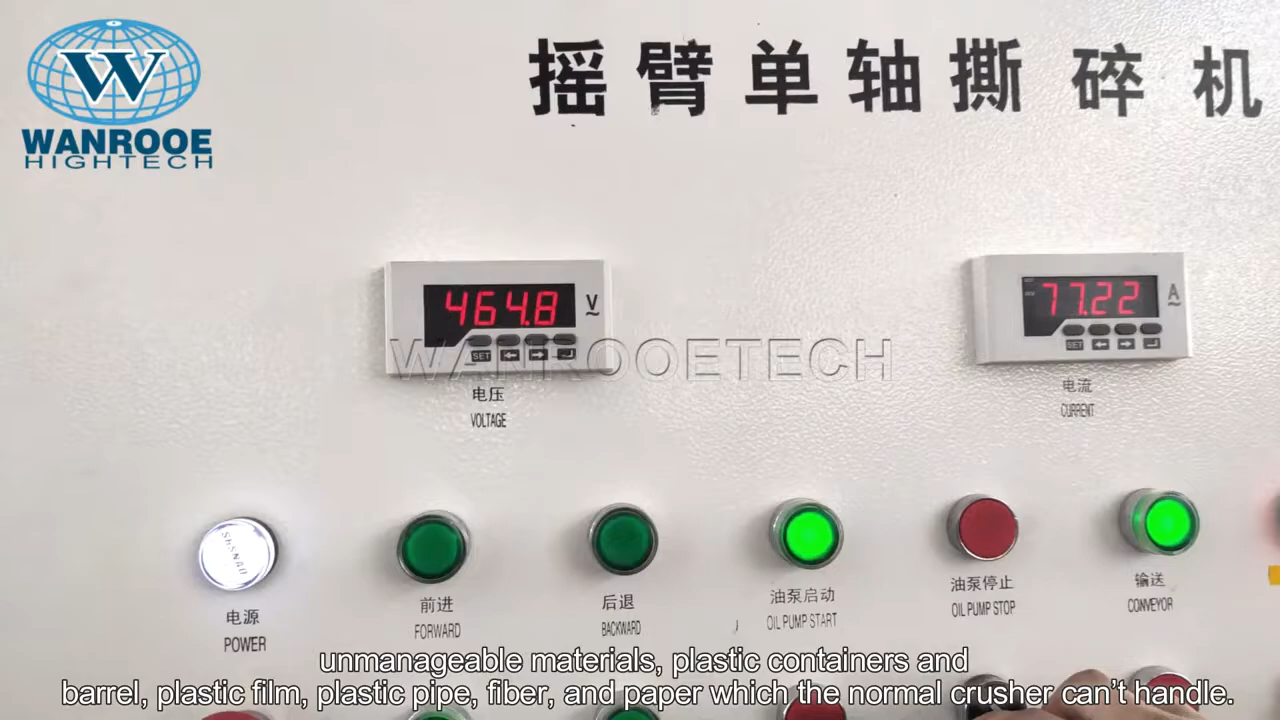 W
WANROOE
HIGHTECH
摇臂单轴撕碎机
464.8 V
77.22 A
SET
SET
WANROOETECH
电压
VOLTAGE
电流
CURRENT
电源
POWER
前进
FORWARD
后退
BACKWARD
油泵启动
OIL PUMP START
油泵停止
OIL PUMP STOP
输送
CONVEYOR
unmanageable materials, plastic containers and
barrel, plastic film, plastic pipe, fiber, and paper which the normal crusher can't handle.